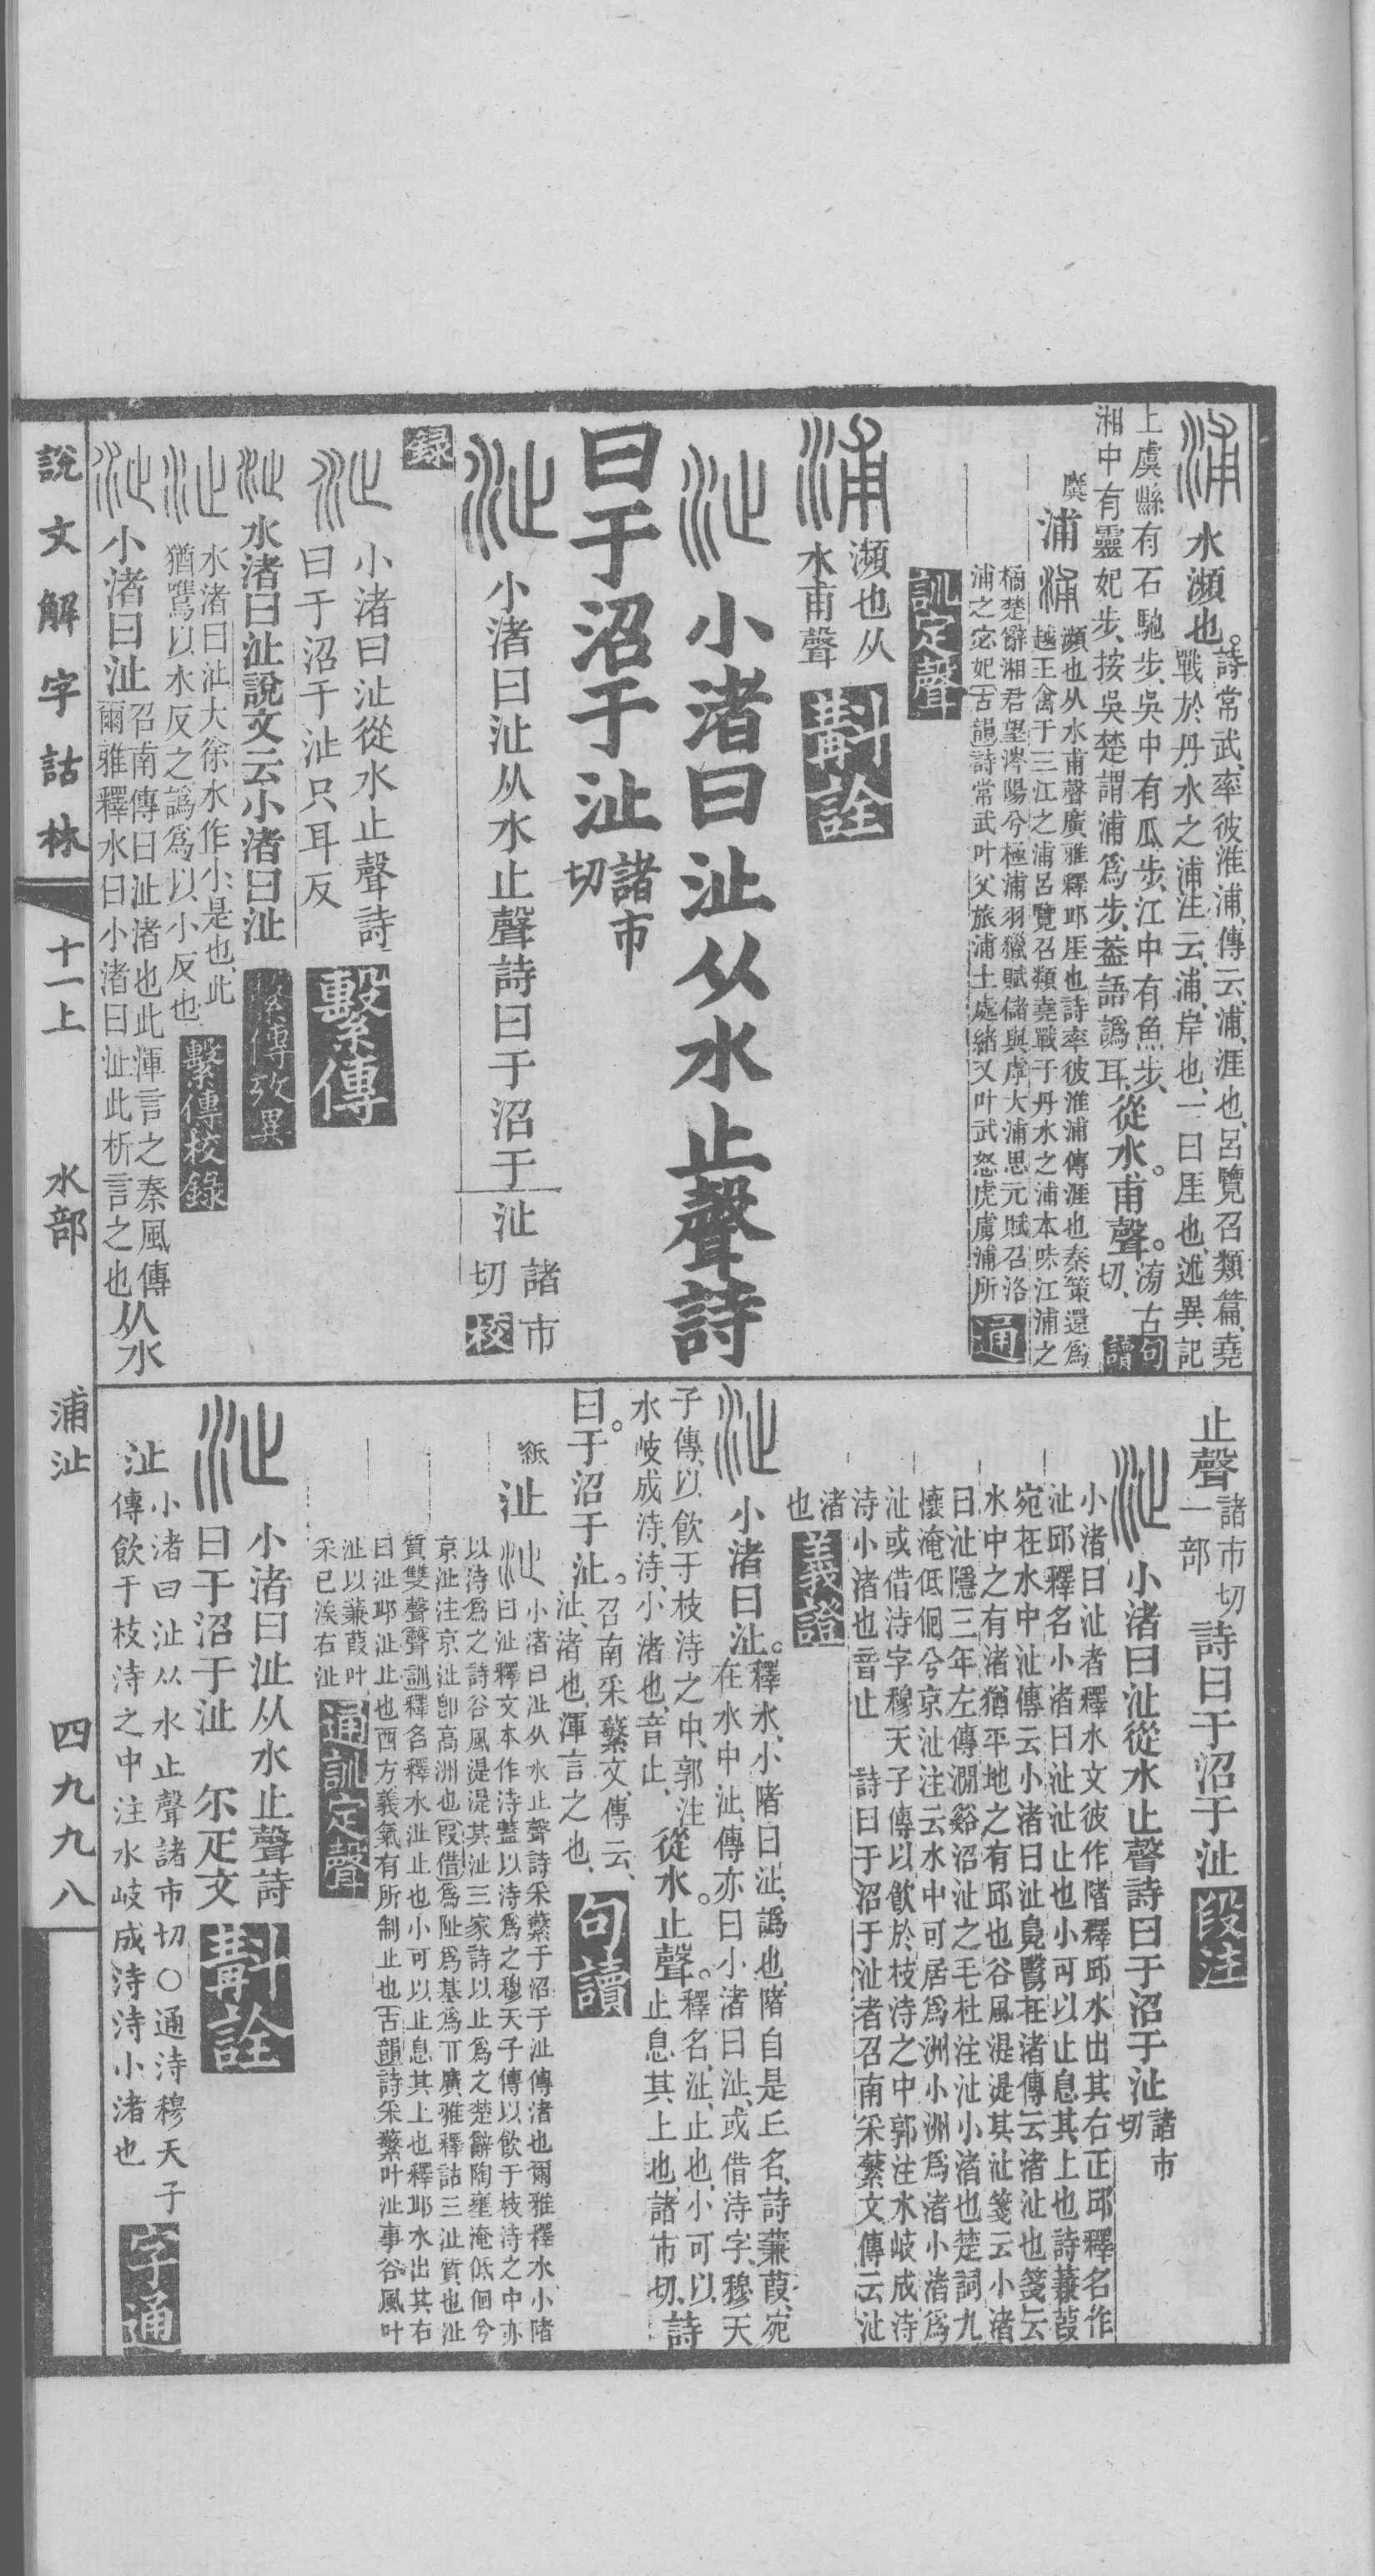 水瀕也。詩常武、率彼淮浦、傳云、浦、涯也、呂覽召類篇、堯
戰於丹水之浦、注云、浦、岸也、一曰厓也、述異記
上虞縣有石馳步、吳中有瓜步、江中有魚步、
湘中有靈妃步、按吳楚謂浦爲步、蓋語譌耳、從水。甫聲。滂古
切、句讀
浦
瀕也从水甫聲廣雅釋邱厓也詩率彼淮浦傳涯也秦策還爲
越王禽于三江之浦呂覽召類堯戰于丹水之浦本味江浦之
橘楚辭湘君望涔陽兮極浦羽獵賦儲與虖大浦思元賦召洛
浦之宓妃古韻詩常武叶父旅浦土處緒又叶武怒虎虜浦所 通
訓定聲
瀕也从
水甫聲 斠詮
小渚曰沚从水止聲詩
曰于沼于沚 諸市
切
小渚曰沚从水止聲詩曰于沼于沚 諸市
切 校
録
小渚曰沚從水止聲詩
曰于沼于沚只耳反 繫傳
水渚曰沚說文云小渚曰沚 繫傳攷異
水渚曰沚大徐水作小是也此
猶鷕以水反之譌爲以小反也 繫傳校錄
小渚曰沚 召南傳曰沚渚也此渾言之秦風傳
爾雅釋水曰小渚曰沚此析言之也 从水
止聲 諸市切
一部 詩曰于沼于沚 段注
小渚曰沚從水止聲詩曰于沼于沚 諸市
切
小渚曰沚者釋水文彼作陼釋邱水出其右正邱釋名作
沚邱釋名小渚曰沚沚止也小可以止息其上也詩蒹葭
宛在水中沚傳云小渚曰沚鳧鷖在渚傳云渚沚也箋云
水中之有渚猶平地之有邱也谷風湜湜其沚箋云小渚
曰沚隱三年左傳澗谿沼沚之毛杜注沚小渚也楚詞九
懷淹低佪兮京沚注云水中可居爲洲小洲爲渚小渚爲
沚或借洔字穆天子傳以飮於枝洔之中郭注水岐成洔
洔小渚也音止 詩曰于沼于沚者召南采蘩文傳云沚
渚
也 義證
小渚曰沚。釋水、小陼曰沚、譌也、陼自是丘名、詩蒹葭、宛
在水中沚、傳亦曰小渚曰沚、或借洔字、穆天
子傳、以飮于枝洔之中、郭注
水岐成洔、洔、小渚也、音止、從水。止聲。釋名、沚、止也、小可以
止息其上也、諸市切、詩
曰。于沼于沚。召南采蘩文、傳云、
沚、渚也、渾言之也、句讀
沚
小渚曰沚从水止聲詩采蘩于沼于沚傳渚也爾雅釋水小陼
曰沚釋文本作洔葢以洔爲之穆天子傳以飮于枝洔之中亦
以洔爲之詩谷風湜湜其沚三家詩以止爲之楚辭陶壅淹低佪兮
京沚注京沚卽高洲也叚借爲阯爲基爲丌廣雅釋詁三沚質也沚
質雙聲聲訓釋名釋水沚止也小可以止息其上也釋邱水出其右
曰沚邱沚止也西方義氣有所制止也古韻詩采蘩叶沚事谷風叶
沚以蒹葭叶
采已涘右沚 通訓定聲
小渚曰沚从水止聲詩
曰于沼于沚 尒疋文 斠詮
沚 小渚曰沚从水止聲諸市切〇通洔穆天子
傳飮于枝洔之中注水岐成洔洔小渚也 字通
說文解字詁林 十一上 水部 浦沚 四九九八